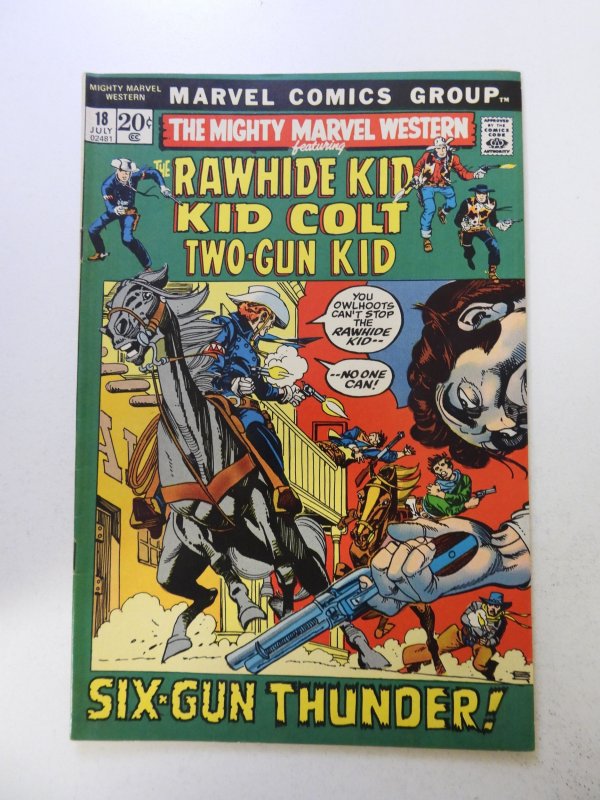 MIGHTY MARVEL
WESTERN
MARVEL COMICS GROUP™
18
JULY
02481
20¢
CC
THE MIGHTY MARVEL WESTERN
featuring
APPROVED
BY THE
COMICS
CODE
AUTHORITY
THE RAWHIDE KID
KID COLT
TWO-GUN KID
YOU
OWLHOOTS
CAN'T STOP
THE
RAWHIDE
KID--
--NO ONE
CAN!
SIX-GUN THUNDER!